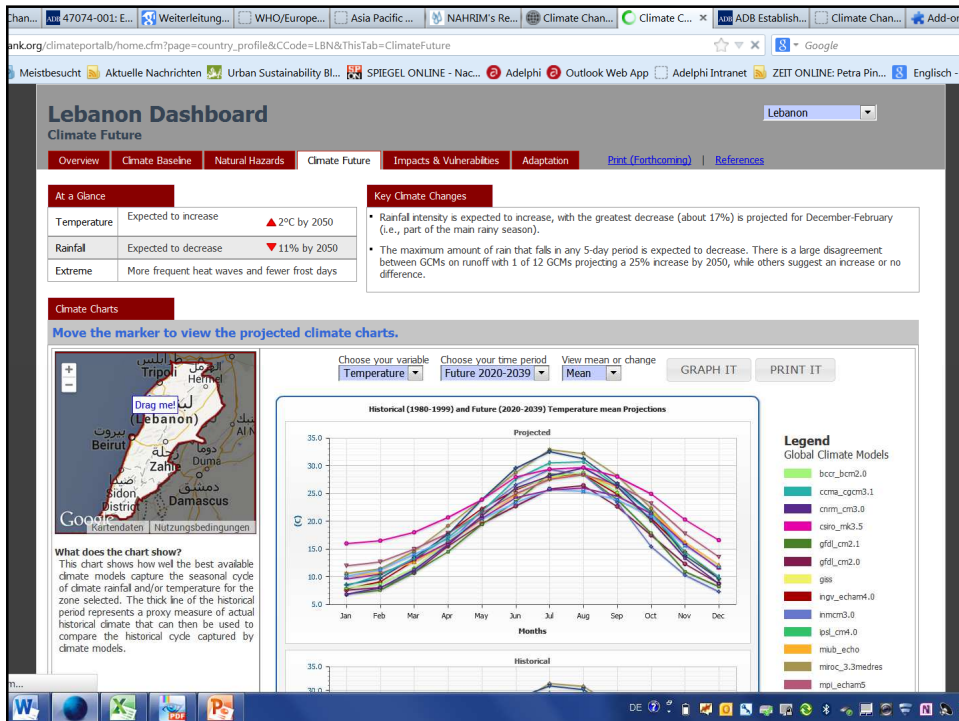 Chan...
47074-001: E...
Weiterleitung...
WHO/Europe...
Asia Pacific ...
NAHRIM's Re...
Climate Chan...
Climate C...
ADB Establish...
Climate Chan...
Add-or
ank.org/climateportalb/home.cfm?page=country_profile&CCode=LBN&ThisTab=ClimateFuture
Google
Meistbesucht
Aktuelle Nachrichten
Urban Sustainability Bl...
SPIEGEL ONLINE - Nac...
Adelphi
Outlook Web App
Adelphi Intranet
ZEIT ONLINE: Petra Pin...
Englisch -
Lebanon Dashboard
Climate Future
Lebanon
Overview
Climate Baseline
Natural Hazards
Climate Future
Impacts & Vulnerabilities
Adaptation
Print (Forthcoming) | References
At a Glance
Temperature
Expected to increase
2°C by 2050
Rainfall
Expected to decrease
11% by 2050
Extreme
More frequent heat waves and fewer frost days
Key Climate Changes
• Rainfall intensity is expected to increase, with the greatest decrease (about 17%) is projected for December-February
(i.e., part of the main rainy season).
• The maximum amount of rain that falls in any 5-day period is expected to decrease. There is a large disagreement
between GCMs on runoff with 1 of 12 GCMs projecting a 25% increase by 2050, while others suggest an increase or no
difference.
Climate Charts
Move the marker to view the projected climate charts.
طرابلس
Tripoli
الهرمل
Hermel
Drag me!
(Lebanon)
بيروت
Beirut
زحلة
Zahle
دوما
Duma
صيدا
Sidon
District
دمشق
Damascus
Google
Kartendaten
Nutzungsbedingungen
What does the chart show?
This chart shows how well the best available
climate models capture the seasonal cycle
of climate rainfall and/or temperature for the
zone selected. The thick line of the historical
period represents a proxy measure of actual
historical climate that can then be used to
compare the historical cycle captured by
climate models.
Choose your variable
Temperature
Choose your time period
Future 2020-2039
View mean or change
Mean
GRAPH IT
PRINT IT
Historical (1980-1999) and Future (2020-2039) Temperature mean Projections
Projected
35.0
30.0
25.0
20.0
15.0
10.0
5.0
(C)
Jan Feb Mar Apr May Jun Jul Aug Sep Oct Nov Dec
Months
Historical
35.0
30.0
Legend
Global Climate Models
bccr_bcm2.0
ccma_cgcm3.1
cnrm_cm3.0
csiro_mk3.5
gfdl_cm2.1
gfdl_cm2.0
giss
ingv_echam4.0
inmcm3.0
ipsl_cm4.0
miub_echo
miroc_3.3medres
mpi_echam5
DE